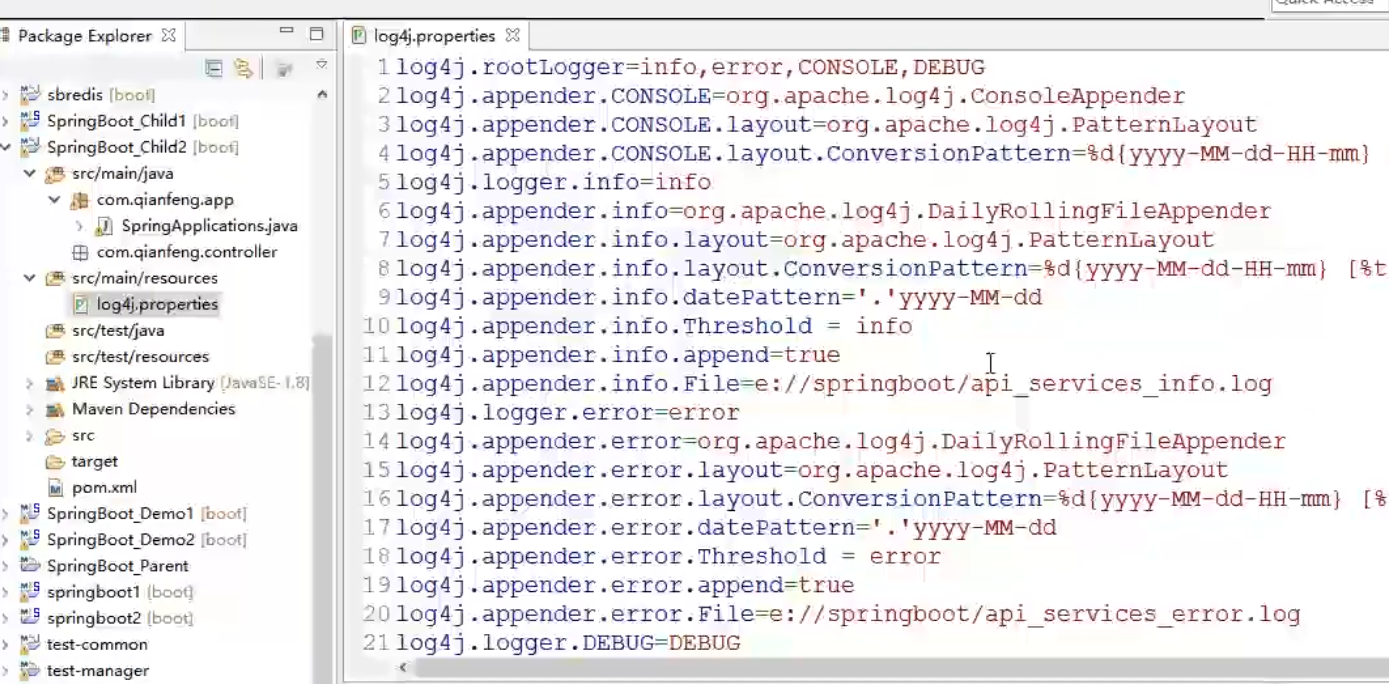 Quick Access
Package Explorer
log4j.properties
sbredis [boot]
SpringBoot_Child1 [boot]
SpringBoot_Child2 [boot]
src/main/java
com.qianfeng.app
SpringApplications.java
com.qianfeng.controller
src/main/resources
log4j.properties
src/test/java
src/test/resources
JRE System Library [JavaSE-1.8]
Maven Dependencies
src
target
pom.xml
SpringBoot_Demo1 [boot]
SpringBoot_Demo2 [boot]
SpringBoot_Parent
springboot1 [boot]
springboot2 [boot]
test-common
test-manager
1 log4j.rootLogger=info,error,CONSOLE,DEBUG
2 log4j.appender.CONSOLE=org.apache.log4j.ConsoleAppender
3 log4j.appender.CONSOLE.layout=org.apache.log4j.PatternLayout
4 log4j.appender.CONSOLE.layout.ConversionPattern=%d{yyyy-MM-dd-HH-mm}
5 log4j.logger.info=info
6 log4j.appender.info=org.apache.log4j.DailyRollingFileAppender
7 log4j.appender.info.layout=org.apache.log4j.PatternLayout
8 log4j.appender.info.layout.ConversionPattern=%d{yyyy-MM-dd-HH-mm} [%t
9 log4j.appender.info.datePattern='.'yyyy-MM-dd
10 log4j.appender.info.Threshold = info
11 log4j.appender.info.append=true
12 log4j.appender.info.File=e://springboot/api_services_info.log
13 log4j.logger.error=error
14 log4j.appender.error=org.apache.log4j.DailyRollingFileAppender
15 log4j.appender.error.layout=org.apache.log4j.PatternLayout
16 log4j.appender.error.layout.ConversionPattern=%d{yyyy-MM-dd-HH-mm} [%
17 log4j.appender.error.datePattern='.'yyyy-MM-dd
18 log4j.appender.error.Threshold = error
19 log4j.appender.error.append=true
20 log4j.appender.error.File=e://springboot/api_services_error.log
21 log4j.logger.DEBUG=DEBUG